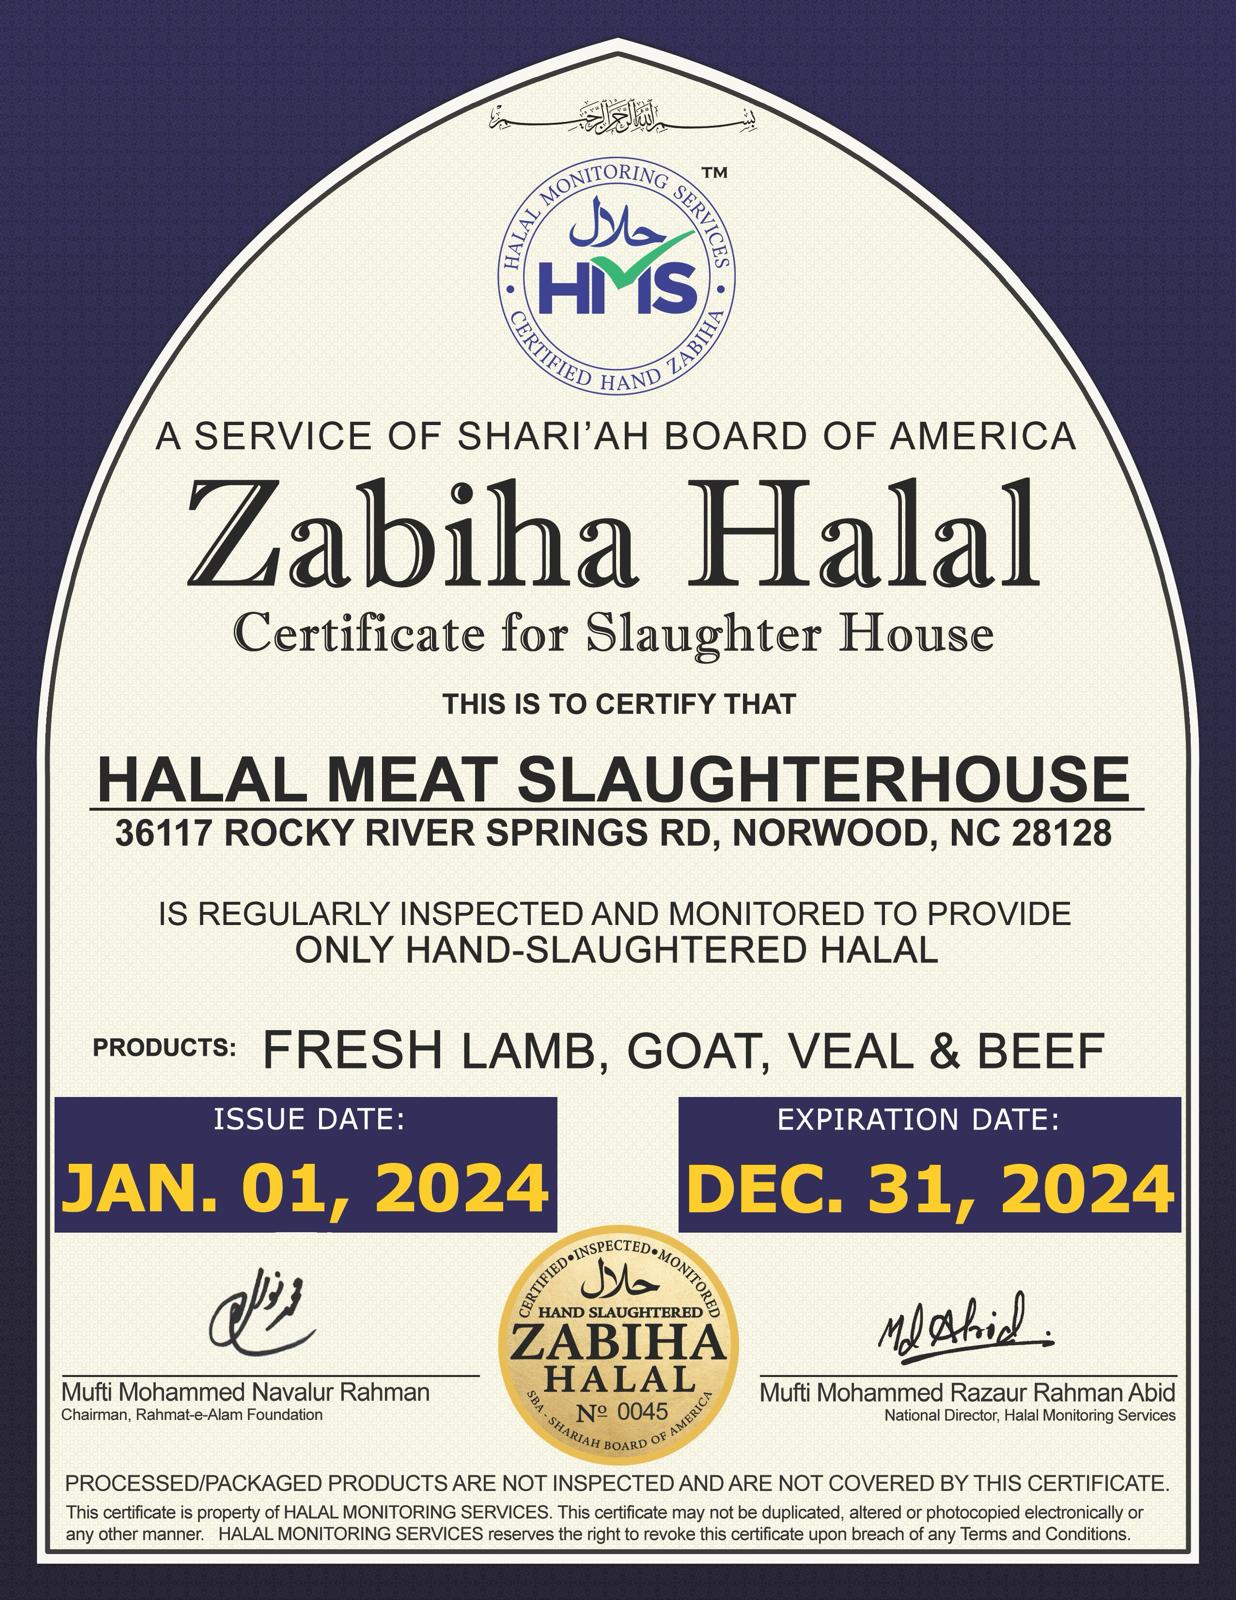 بسم الله الرحمن الرحيم
TM
HALAL MONITORING SERVICES
حلال
HMS
CERTIFIED HAND ZABIHA
A SERVICE OF SHARI'AH BOARD OF AMERICA
Zabiha Halal
Certificate for Slaughter House
THIS IS TO CERTIFY THAT
HALAL MEAT SLAUGHTERHOUSE
36117 ROCKY RIVER SPRINGS RD, NORWOOD, NC 28128
IS REGULARLY INSPECTED AND MONITORED TO PROVIDE
ONLY HAND-SLAUGHTERED HALAL
PRODUCTS: FRESH LAMB, GOAT, VEAL & BEEF
ISSUE DATE:
JAN. 01, 2024
EXPIRATION DATE:
DEC. 31, 2024
Md Abid
Mufti Mohammed Navalur Rahman
Chairman, Rahmat-e-Alam Foundation
CERTIFIED•INSPECTED•MONITORED
حلال
HAND SLAUGHTERED
ZABIHA
HALAL
Nº 0045
SBA - SHARIAH BOARD OF AMERICA
Mufti Mohammed Razaur Rahman Abid
National Director, Halal Monitoring Services
PROCESSED/PACKAGED PRODUCTS ARE NOT INSPECTED AND ARE NOT COVERED BY THIS CERTIFICATE.
This certificate is property of HALAL MONITORING SERVICES. This certificate may not be duplicated, altered or photocopied electronically or
any other manner. HALAL MONITORING SERVICES reserves the right to revoke this certificate upon breach of any Terms and Conditions.